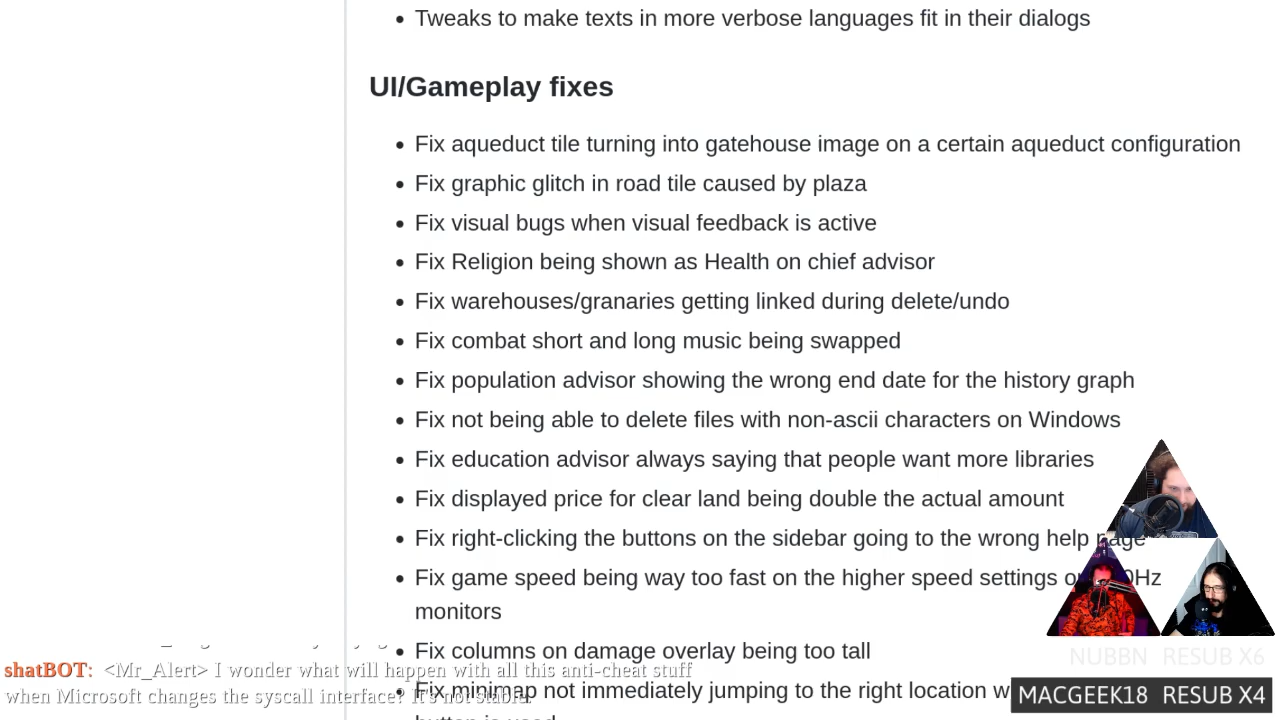 Tweaks to make texts in more verbose languages fit in their dialogs
UI/Gameplay fixes
Fix aqueduct tile turning into gatehouse image on a certain aqueduct configuration
Fix graphic glitch in road tile caused by plaza
Fix visual bugs when visual feedback is active
Fix Religion being shown as Health on chief advisor
Fix warehouses/granaries getting linked during delete/undo
Fix combat short and long music being swapped
Fix population advisor showing the wrong end date for the history graph
Fix not being able to delete files with non-ascii characters on Windows
Fix education advisor always saying that people want more libraries
Fix displayed price for clear land being double the actual amount
Fix right-clicking the buttons on the sidebar going to the wrong help page
Fix game speed being way too fast on the higher speed settings
monitors
Fix columns on damage overlay being too tall
Fix minimap not immediately jumping to the right location
button is used
shatBOT: <Mr_Alert> I wonder what will happen with all this anti-cheat stuff
when Microsoft changes the syscall interface? It's not stable.
NUBBN RESUB X6
MACGEEK18 RESUB X4